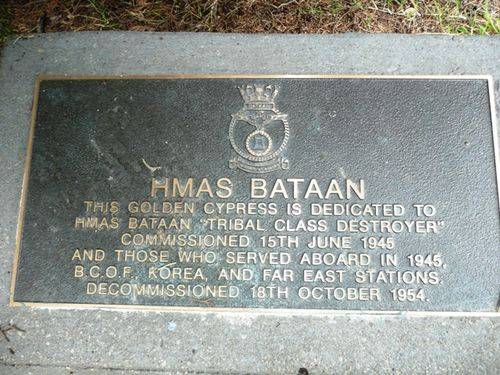 HMAS BATAAN
THIS GOLDEN CYPRESS IS DEDICATED TO
HMAS BATAAN "TRIBAL CLASS DESTROYER"
COMMISSIONED 15TH JUNE 1945
AND THOSE WHO SERVED ABOARD IN 1945,
B.C.O.F., KOREA, AND FAR EAST STATIONS.
DECOMMISSIONED 18TH OCTOBER 1954.